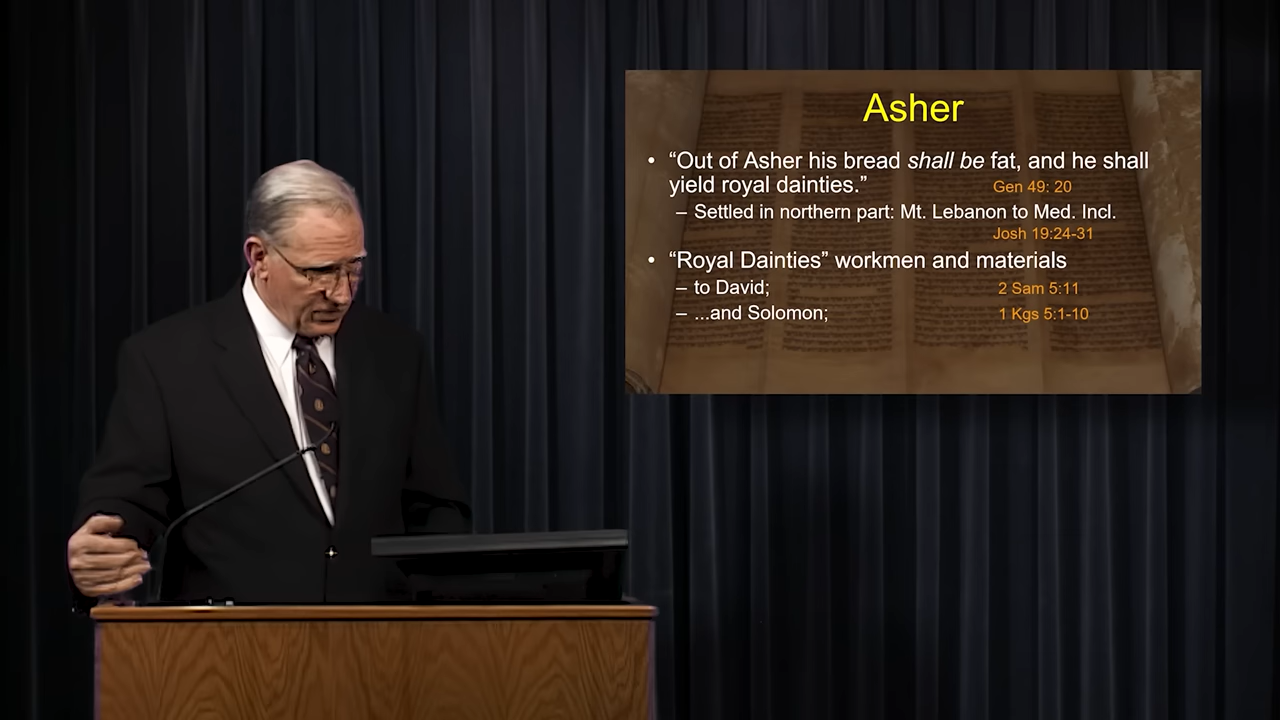 Asher
• “Out of Asher his bread shall be fat, and he shall
yield royal dainties.” Gen 49: 20
– Settled in northern part: Mt. Lebanon to Med. Incl.
Josh 19:24-31
• “Royal Dainties” workmen and materials
– to David; 2 Sam 5:11
– ...and Solomon; 1 Kgs 5:1-10